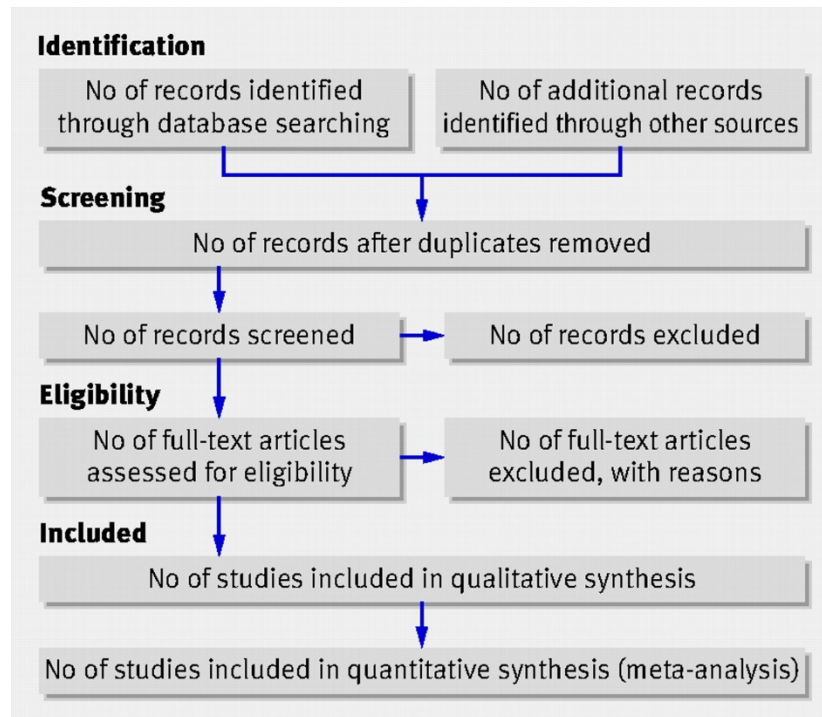 Identification
No of records identified
through database searching
No of additional records
identified through other sources
Screening
No of records after duplicates removed
No of records screened
No of records excluded
Eligibility
No of full-text articles
assessed for eligibility
No of full-text articles
excluded, with reasons
Included
No of studies included in qualitative synthesis
No of studies included in quantitative synthesis (meta-analysis)